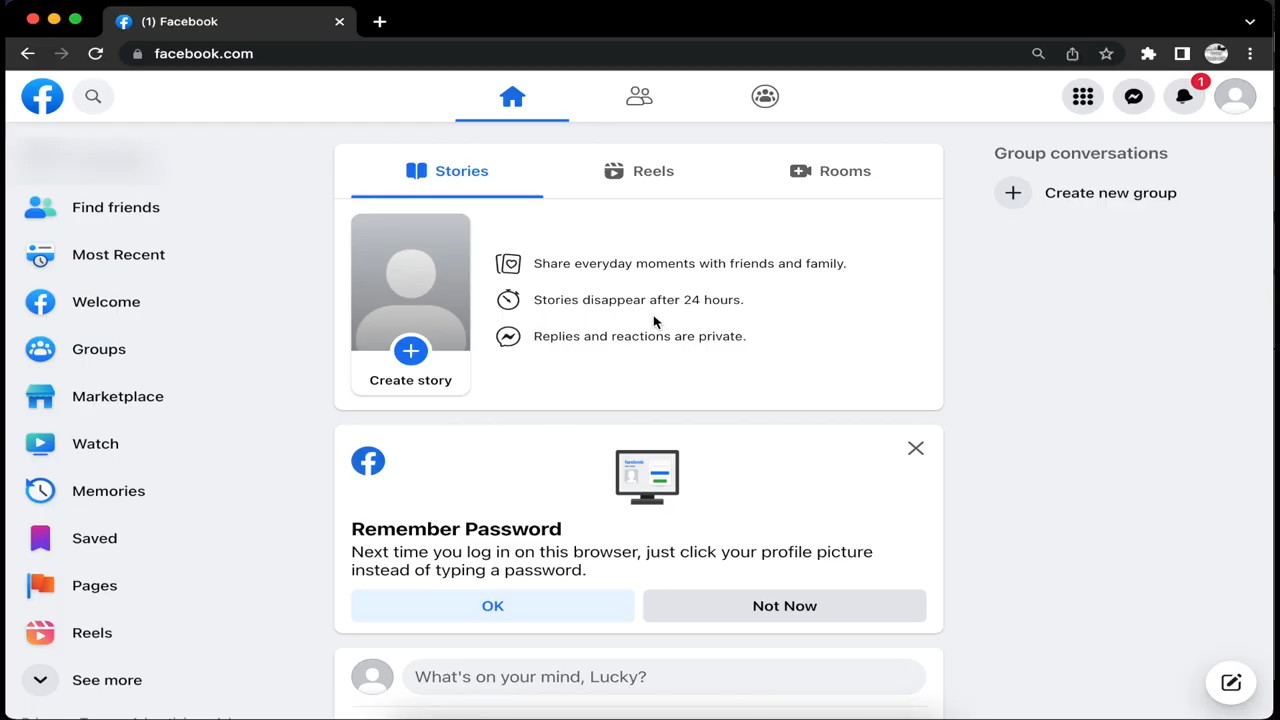 (1) Facebook
facebook.com
1
Find friends
Most Recent
Welcome
Groups
Marketplace
Watch
Memories
Saved
Pages
Reels
See more
Stories
Reels
Rooms
Share everyday moments with friends and family.
Stories disappear after 24 hours.
Replies and reactions are private.
Create story
Remember Password
Next time you log in on this browser, just click your profile picture
instead of typing a password.
OK
Not Now
What's on your mind, Lucky?
Group conversations
Create new group